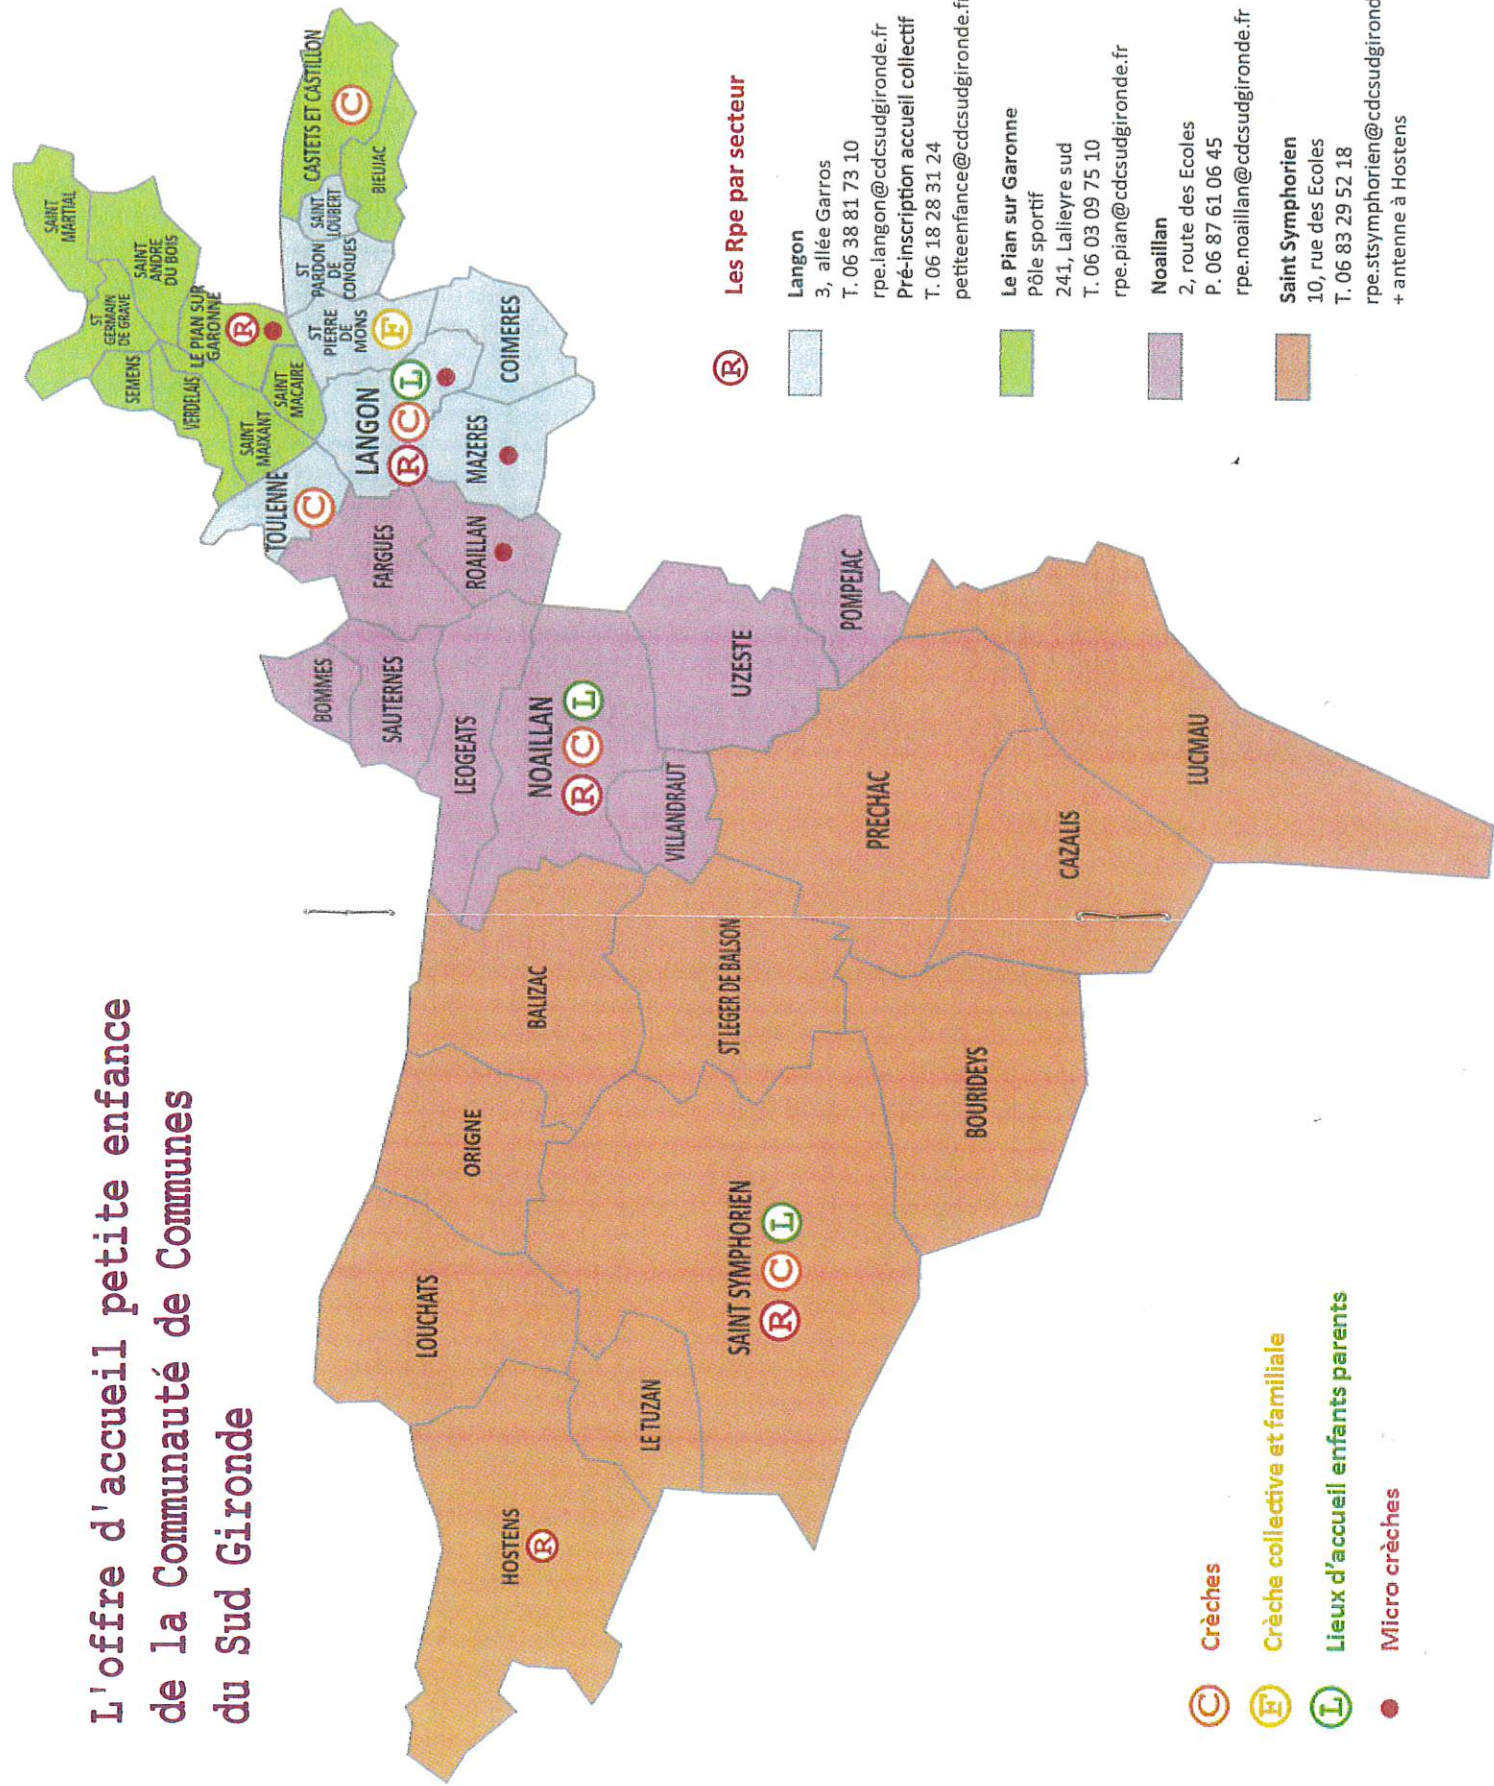 L'offre d'accueil petite enfance
de la Communauté de Communes
du Sud Gironde
SAINT
MARTIAL
ST
GERMAIN
DE GRAVE
SAINT
ANDRE
DU BOIS
SEMENS
VERDELAIS
LE PIAN SUR
GARONNE
R
SAINT
MAIXANT
SAINT
MACAIRE
CASTETS ET CASTILLON
C
BIEUJAC
SAINT
LOUBERT
ST
PARDON
DE
CONQUES
ST
PIERRE
DE
MONS
F
TOULENNE
C
LANGON
R C L
MAZERES
COIMERES
FARGUES
ROAILLAN
BOMMES
SAUTERNES
LEOGEATS
NOAILLAN
R C L
VILLANDRAUT
UZESTE
POMPEJAC
PRECHAC
CAZALIS
LUCMAU
BALIZAC
ST LEGER DE BALSON
BOURIDEYS
ORIGNE
LOUCHATS
SAINT SYMPHORIEN
R C L
LE TUZAN
HOSTENS
R
C Crèches
F Crèche collective et familiale
L Lieux d'accueil enfants parents
Micro crèches
R Les Rpe par secteur
Langon
3, allée Garros
T. 06 38 81 73 10
rpe.langon@cdcsudgironde.fr
Pré-inscription accueil collectif
T. 06 18 28 31 24
petiteenfance@cdcsudgironde.fr
Le Pian sur Garonne
Pôle sportif
241, Lalieyre sud
T. 06 03 09 75 10
rpe.pian@cdcsudgironde.fr
Noaillan
2, route des Ecoles
P. 06 87 61 06 45
rpe.noaillan@cdcsudgironde.fr
Saint Symphorien
10, rue des Ecoles
T. 06 83 29 52 18
rpe.stsymphorien@cdcsudgirond
+ antenne à Hostens